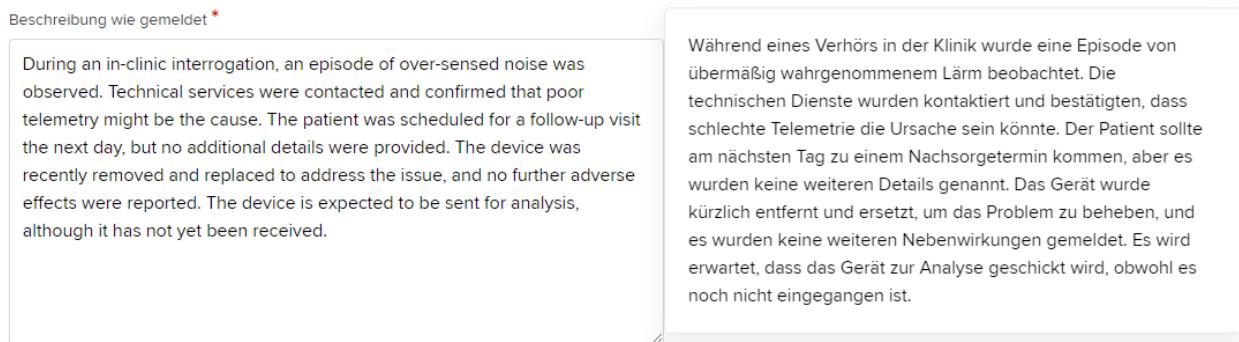 Beschreibung wie gemeldet *
During an in-clinic interrogation, an episode of over-sensed noise was
observed. Technical services were contacted and confirmed that poor
telemetry might be the cause. The patient was scheduled for a follow-up visit
the next day, but no additional details were provided. The device was
recently removed and replaced to address the issue, and no further adverse
effects were reported. The device is expected to be sent for analysis,
although it has not yet been received.
Während eines Verhörs in der Klinik wurde eine Episode von
übermäßig wahrgenommenem Lärm beobachtet. Die
technischen Dienste wurden kontaktiert und bestätigten, dass
schlechte Telemetrie die Ursache sein könnte. Der Patient sollte
am nächsten Tag zu einem Nachsorgetermin kommen, aber es
wurden keine weiteren Details genannt. Das Gerät wurde
kürzlich entfernt und ersetzt, um das Problem zu beheben, und
es wurden keine weiteren Nebenwirkungen gemeldet. Es wird
erwartet, dass das Gerät zur Analyse geschickt wird, obwohl es
noch nicht eingegangen ist.